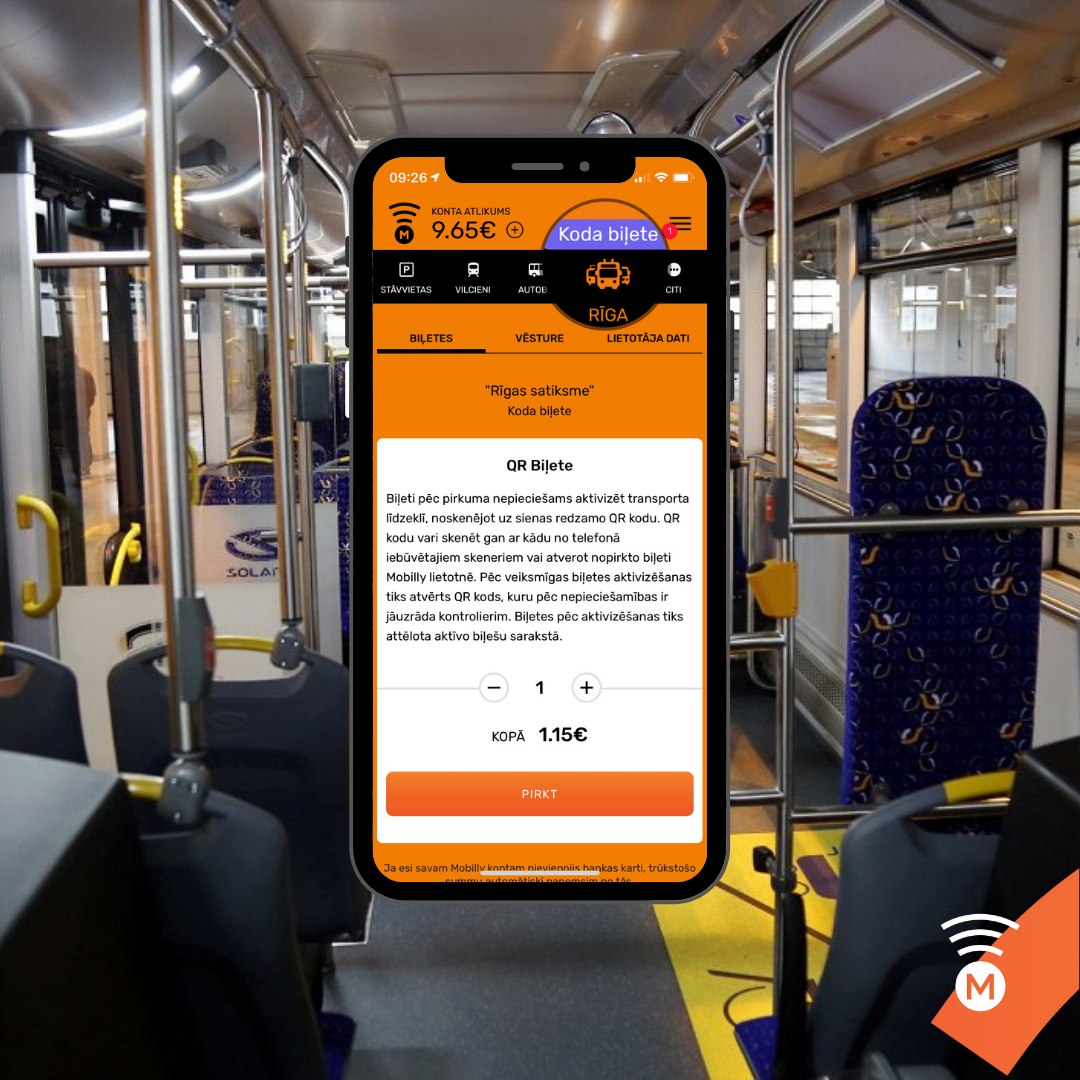 09:26
KONTA ATLIKUMS
9.65€
M
Koda biļete
1
P
STĀVVIETAS
VILCIENI
AUTOB
RĪGA
CITI
BIĻETES
VĒSTURE
LIETOTĀJA DATI
"Rīgas satiksme"
Koda biļete
QR Biļete
Biļeti pēc pirkuma nepieciešams aktivizēt transporta
līdzeklī, noskenējot uz sienas redzamo QR kodu. QR
kodu vari skenēt gan ar kādu no telefonā
iebūvētajiem skeneriem vai atverot nopirkto biļeti
Mobilly lietotnē. Pēc veiksmīgas biļetes aktivizēšanas
tiks atvērts QR kods, kuru pēc nepieciešamības ir
jāuzrāda kontrolierim. Biļetes pēc aktivizēšanas tiks
attēlota aktīvo biļešu sarakstā.
1
KOPĀ 1.15€
PIRKT
Ja esi savam Mobilly kontam pievienojis bankas karti, trūkstošo
summu automātiski paņemsim no tās
SOLAR
M